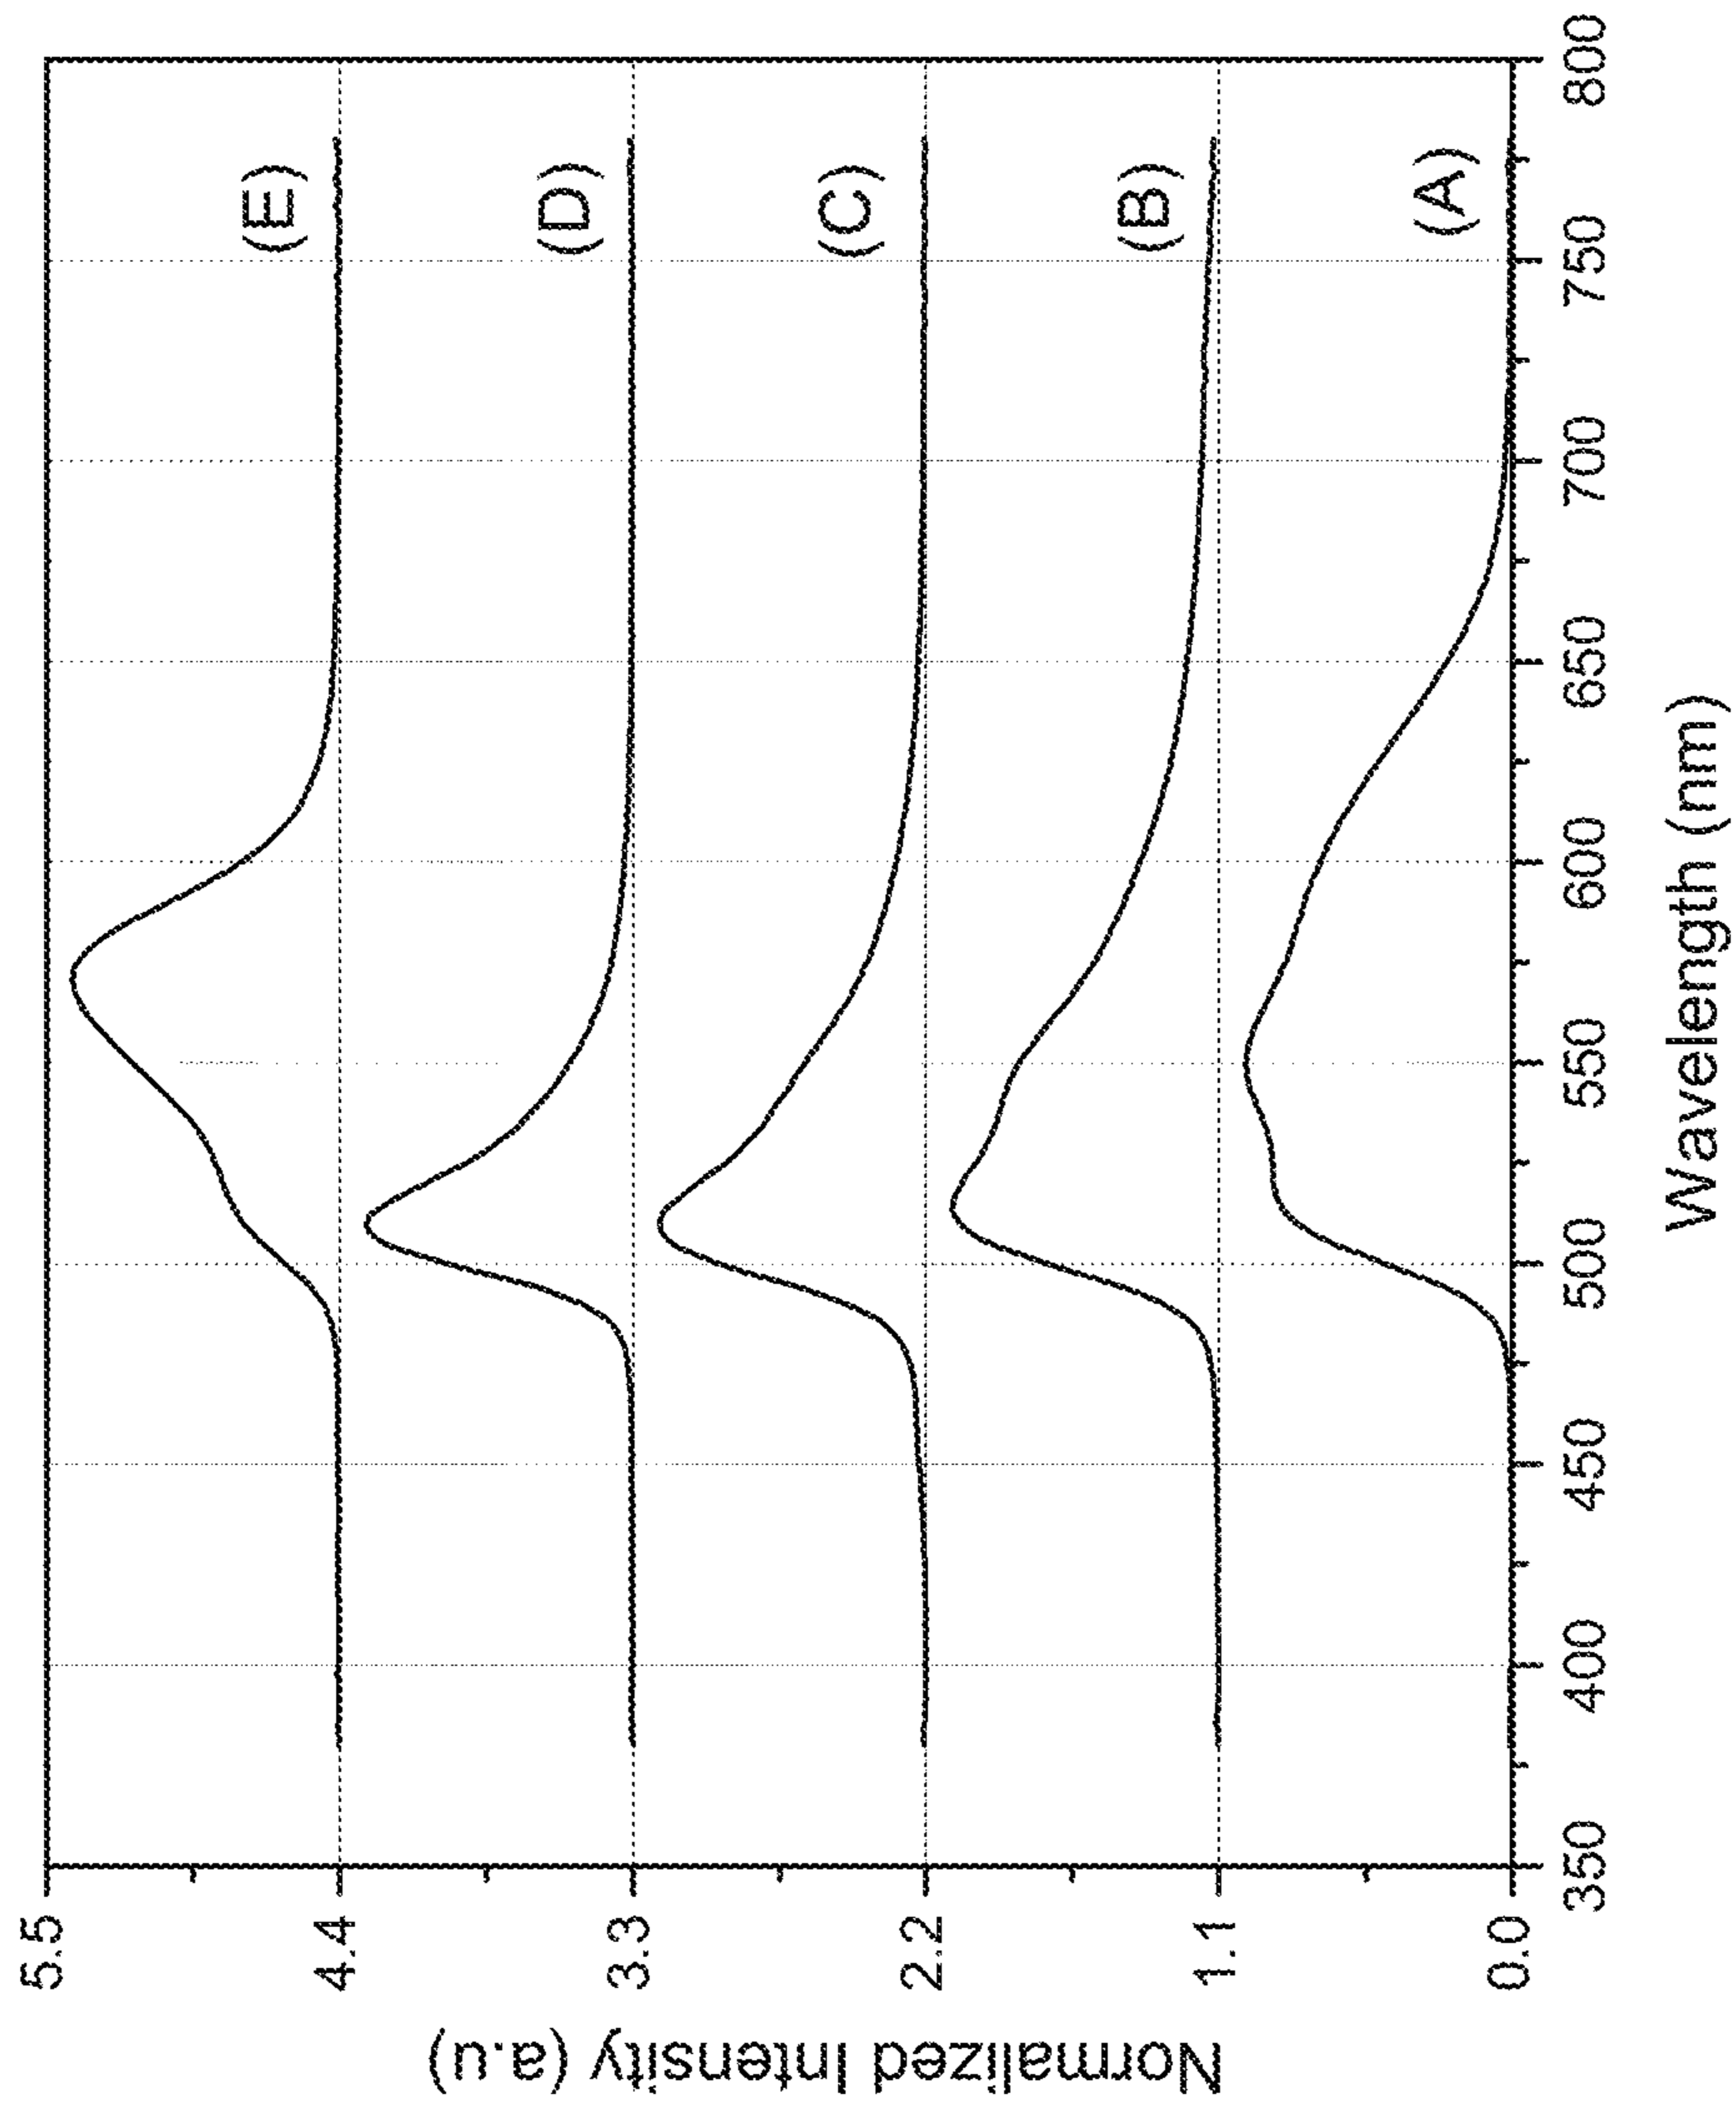 5.5
4.4
3.3
2.2
1.1
0.0
Normalized Intensity (a.u)
(E)
(D)
(C)
(B)
(A)
350
400
450
500
550
600
650
700
750
800
Wavelength (nm)